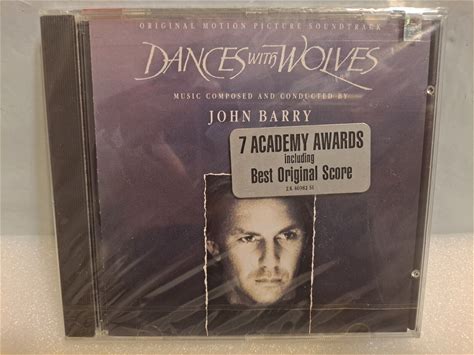 ORIGINAL MOTION PICTURE SOUNDTRACK
DANCES WITH WOLVES
MUSIC COMPOSED AND CONDUCTED BY
JOHN BARRY
7 ACADEMY AWARDS
including
Best Original Score